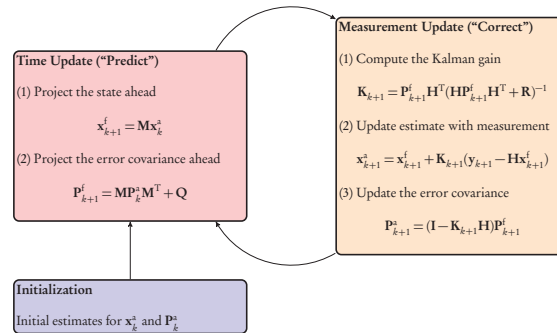 Time Update (“Predict”)
(1) Project the state ahead
x^f_{k+1} = Mx^a_k
(2) Project the error covariance ahead
P^f_{k+1} = MP^a_k M^T + Q
Measurement Update (“Correct”)
(1) Compute the Kalman gain
K_{k+1} = P^f_{k+1} H^T (HP^f_{k+1} H^T + R)^{-1}
(2) Update estimate with measurement
x^a_{k+1} = x^f_{k+1} + K_{k+1} (y_{k+1} − Hx^f_{k+1})
(3) Update the error covariance
P^a_{k+1} = (I − K_{k+1} H)P^f_{k+1}
Initialization
Initial estimates for x^a_k and P^a_k